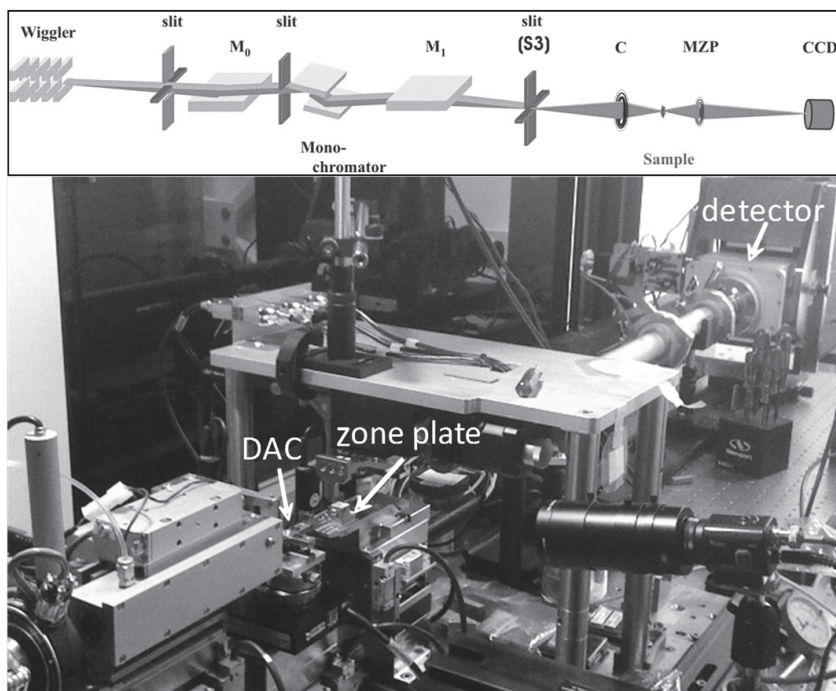 Wiggler
slit
M0
slit
Mono-
chromator
M1
slit
(S3)
C
MZP
CCD
Sample
detector
DAC
zone plate